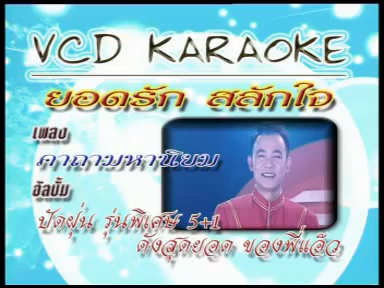 VCD KARAOKE
ยอดรัก สลักใจ
เพลง
คาถามหานิยม
อัลบั้ม
ปัดฝุ่น รุ่นพิเศษ 5+1
ดังสุดยอด ของพี่แอ๊ว